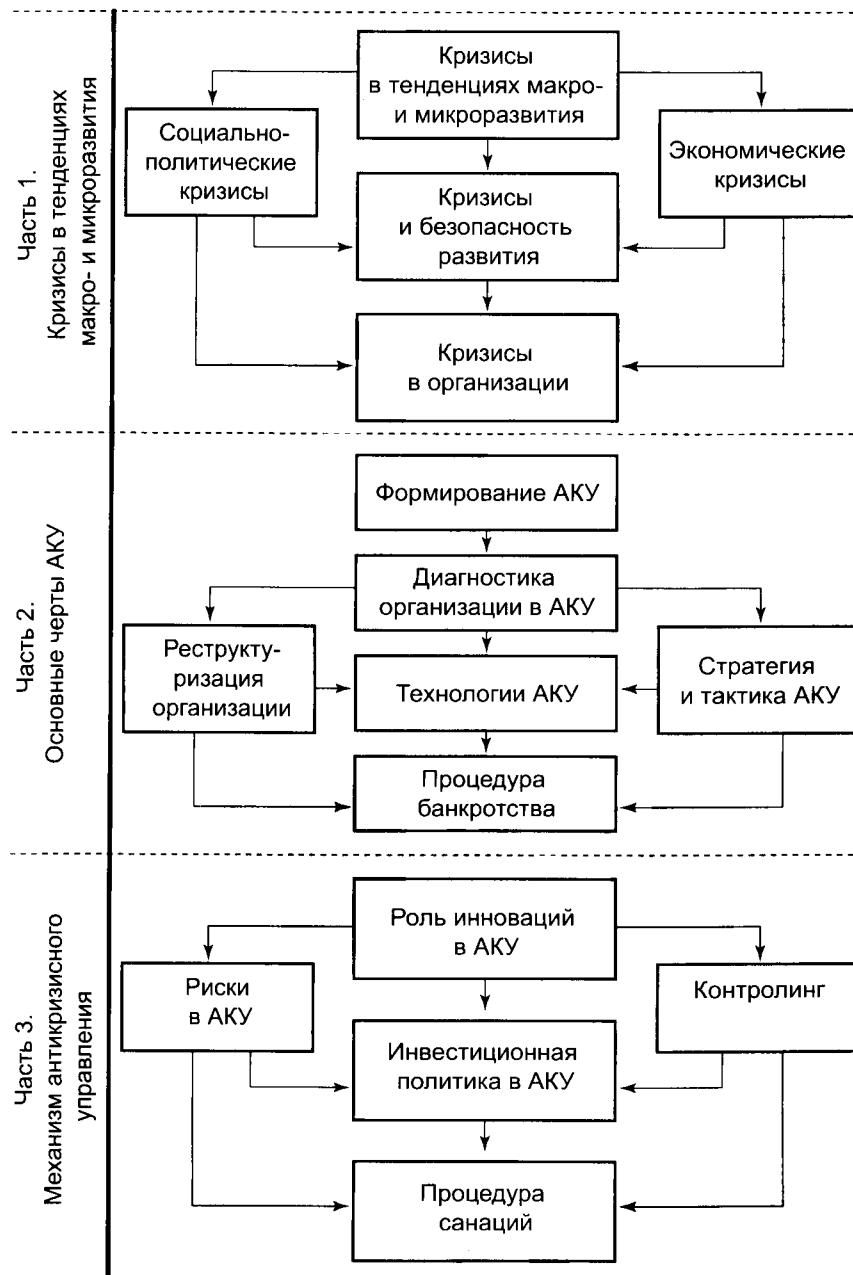 Часть 1.
Кризисы в тенденциях
макро- и микроразвития
Кризисы
в тенденциях макро-
и микроразвития
Социально-
политические
кризисы
Экономические
кризисы
Кризисы
и безопасность
развития
Кризисы
в организации
Часть 2.
Основные черты АКУ
Формирование АКУ
Диагностика
организации в АКУ
Реструкту-
ризация
организации
Технологии АКУ
Стратегия
и тактика АКУ
Процедура
банкротства
Часть 3.
Механизм антикризисного
управления
Роль инноваций
в АКУ
Риски
в АКУ
Контролинг
Инвестиционная
политика в АКУ
Процедура
санаций